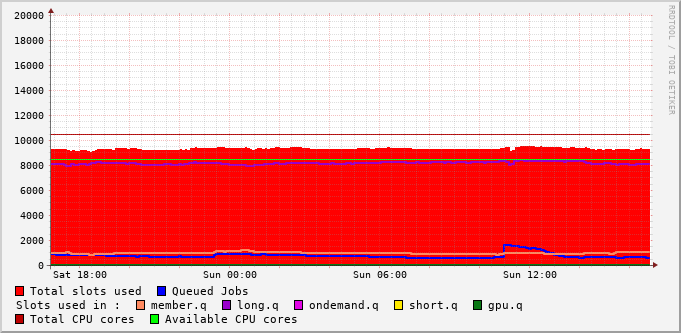 20000
18000
16000
14000
12000
10000
8000
6000
4000
2000
0
Sat 18:00 Sun 00:00 Sun 06:00 Sun 12:00
RRDTOOL / TOBI OETIKER
Total slots used Queued Jobs
Slots used in : member.q long.q ondemand.q short.q gpu.q
Total CPU cores Available CPU cores